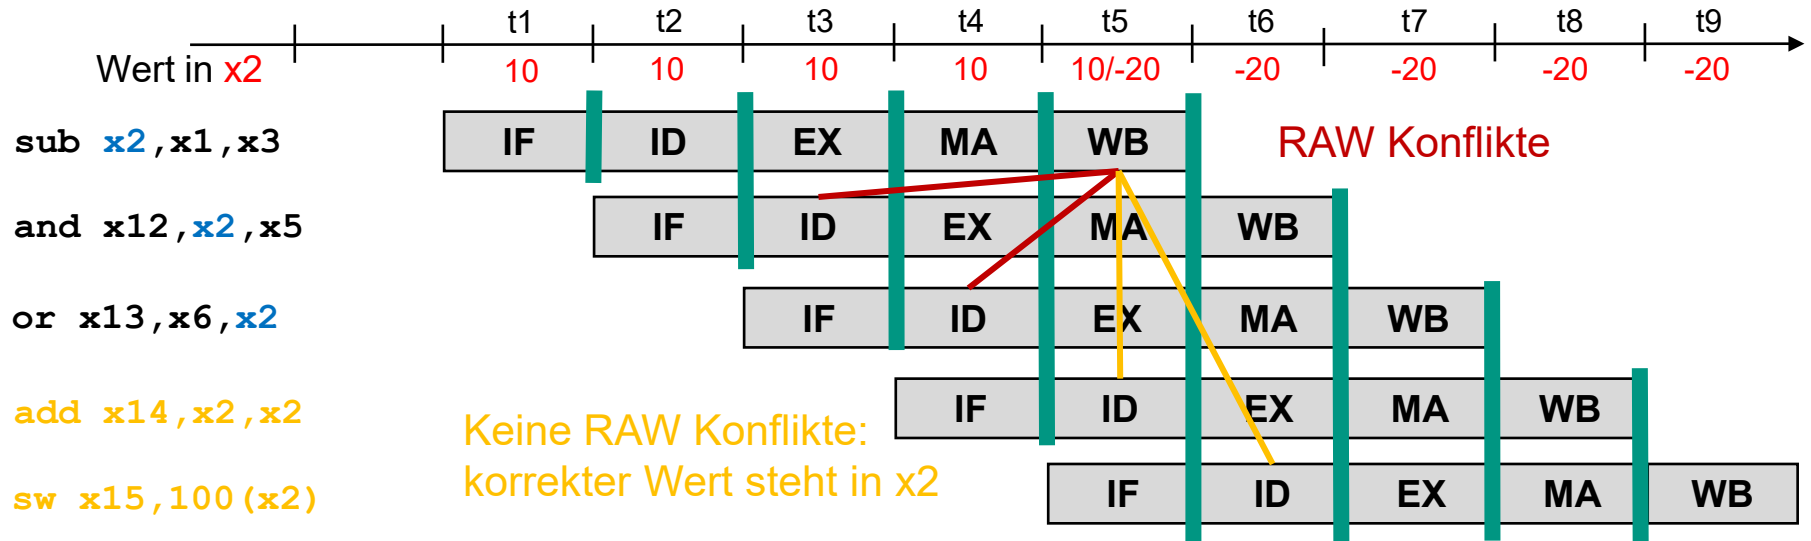 t1 t2 t3 t4 t5 t6 t7 t8 t9
Wert in x2 10 10 10 10 10/-20 -20 -20 -20 -20
sub x2,x1,x3 IF ID EX MA WB RAW Konflikte
and x12,x2,x5 IF ID EX MA WB
or x13,x6,x2 IF ID EX MA WB
add x14,x2,x2 IF ID EX MA WB
Keine RAW Konflikte:
korrekter Wert steht in x2
sw x15,100(x2) IF ID EX MA WB